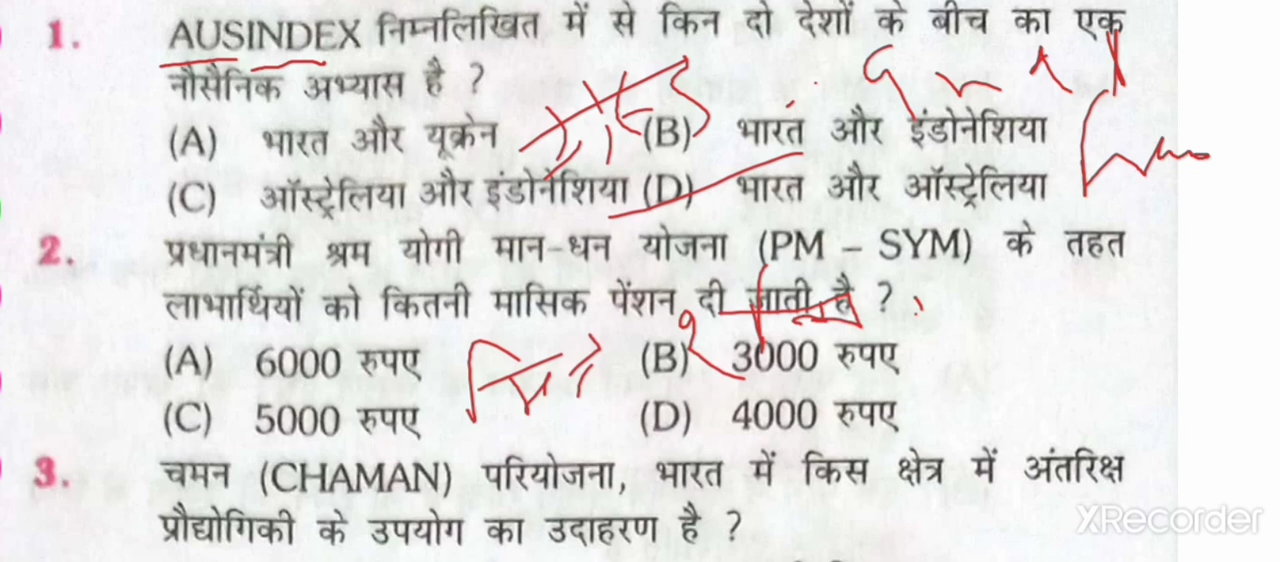 1. AUSINDEX निम्नलिखित में से किन दो देशों के बीच का एक
नौसैनिक अभ्यास है ?
(A) भारत और यूक्रेन (B) भारत और इंडोनेशिया
(C) ऑस्ट्रेलिया और इंडोनेशिया (D) भारत और ऑस्ट्रेलिया
2. प्रधानमंत्री श्रम योगी मान-धन योजना (PM – SYM) के तहत
लाभार्थियों को कितनी मासिक पेंशन दी जाती है ?
(A) 6000 रुपए (B) 3000 रुपए
(C) 5000 रुपए (D) 4000 रुपए
3. चमन (CHAMAN) परियोजना, भारत में किस क्षेत्र में अंतरिक्ष
प्रौद्योगिकी के उपयोग का उदाहरण है ?
XRecorder